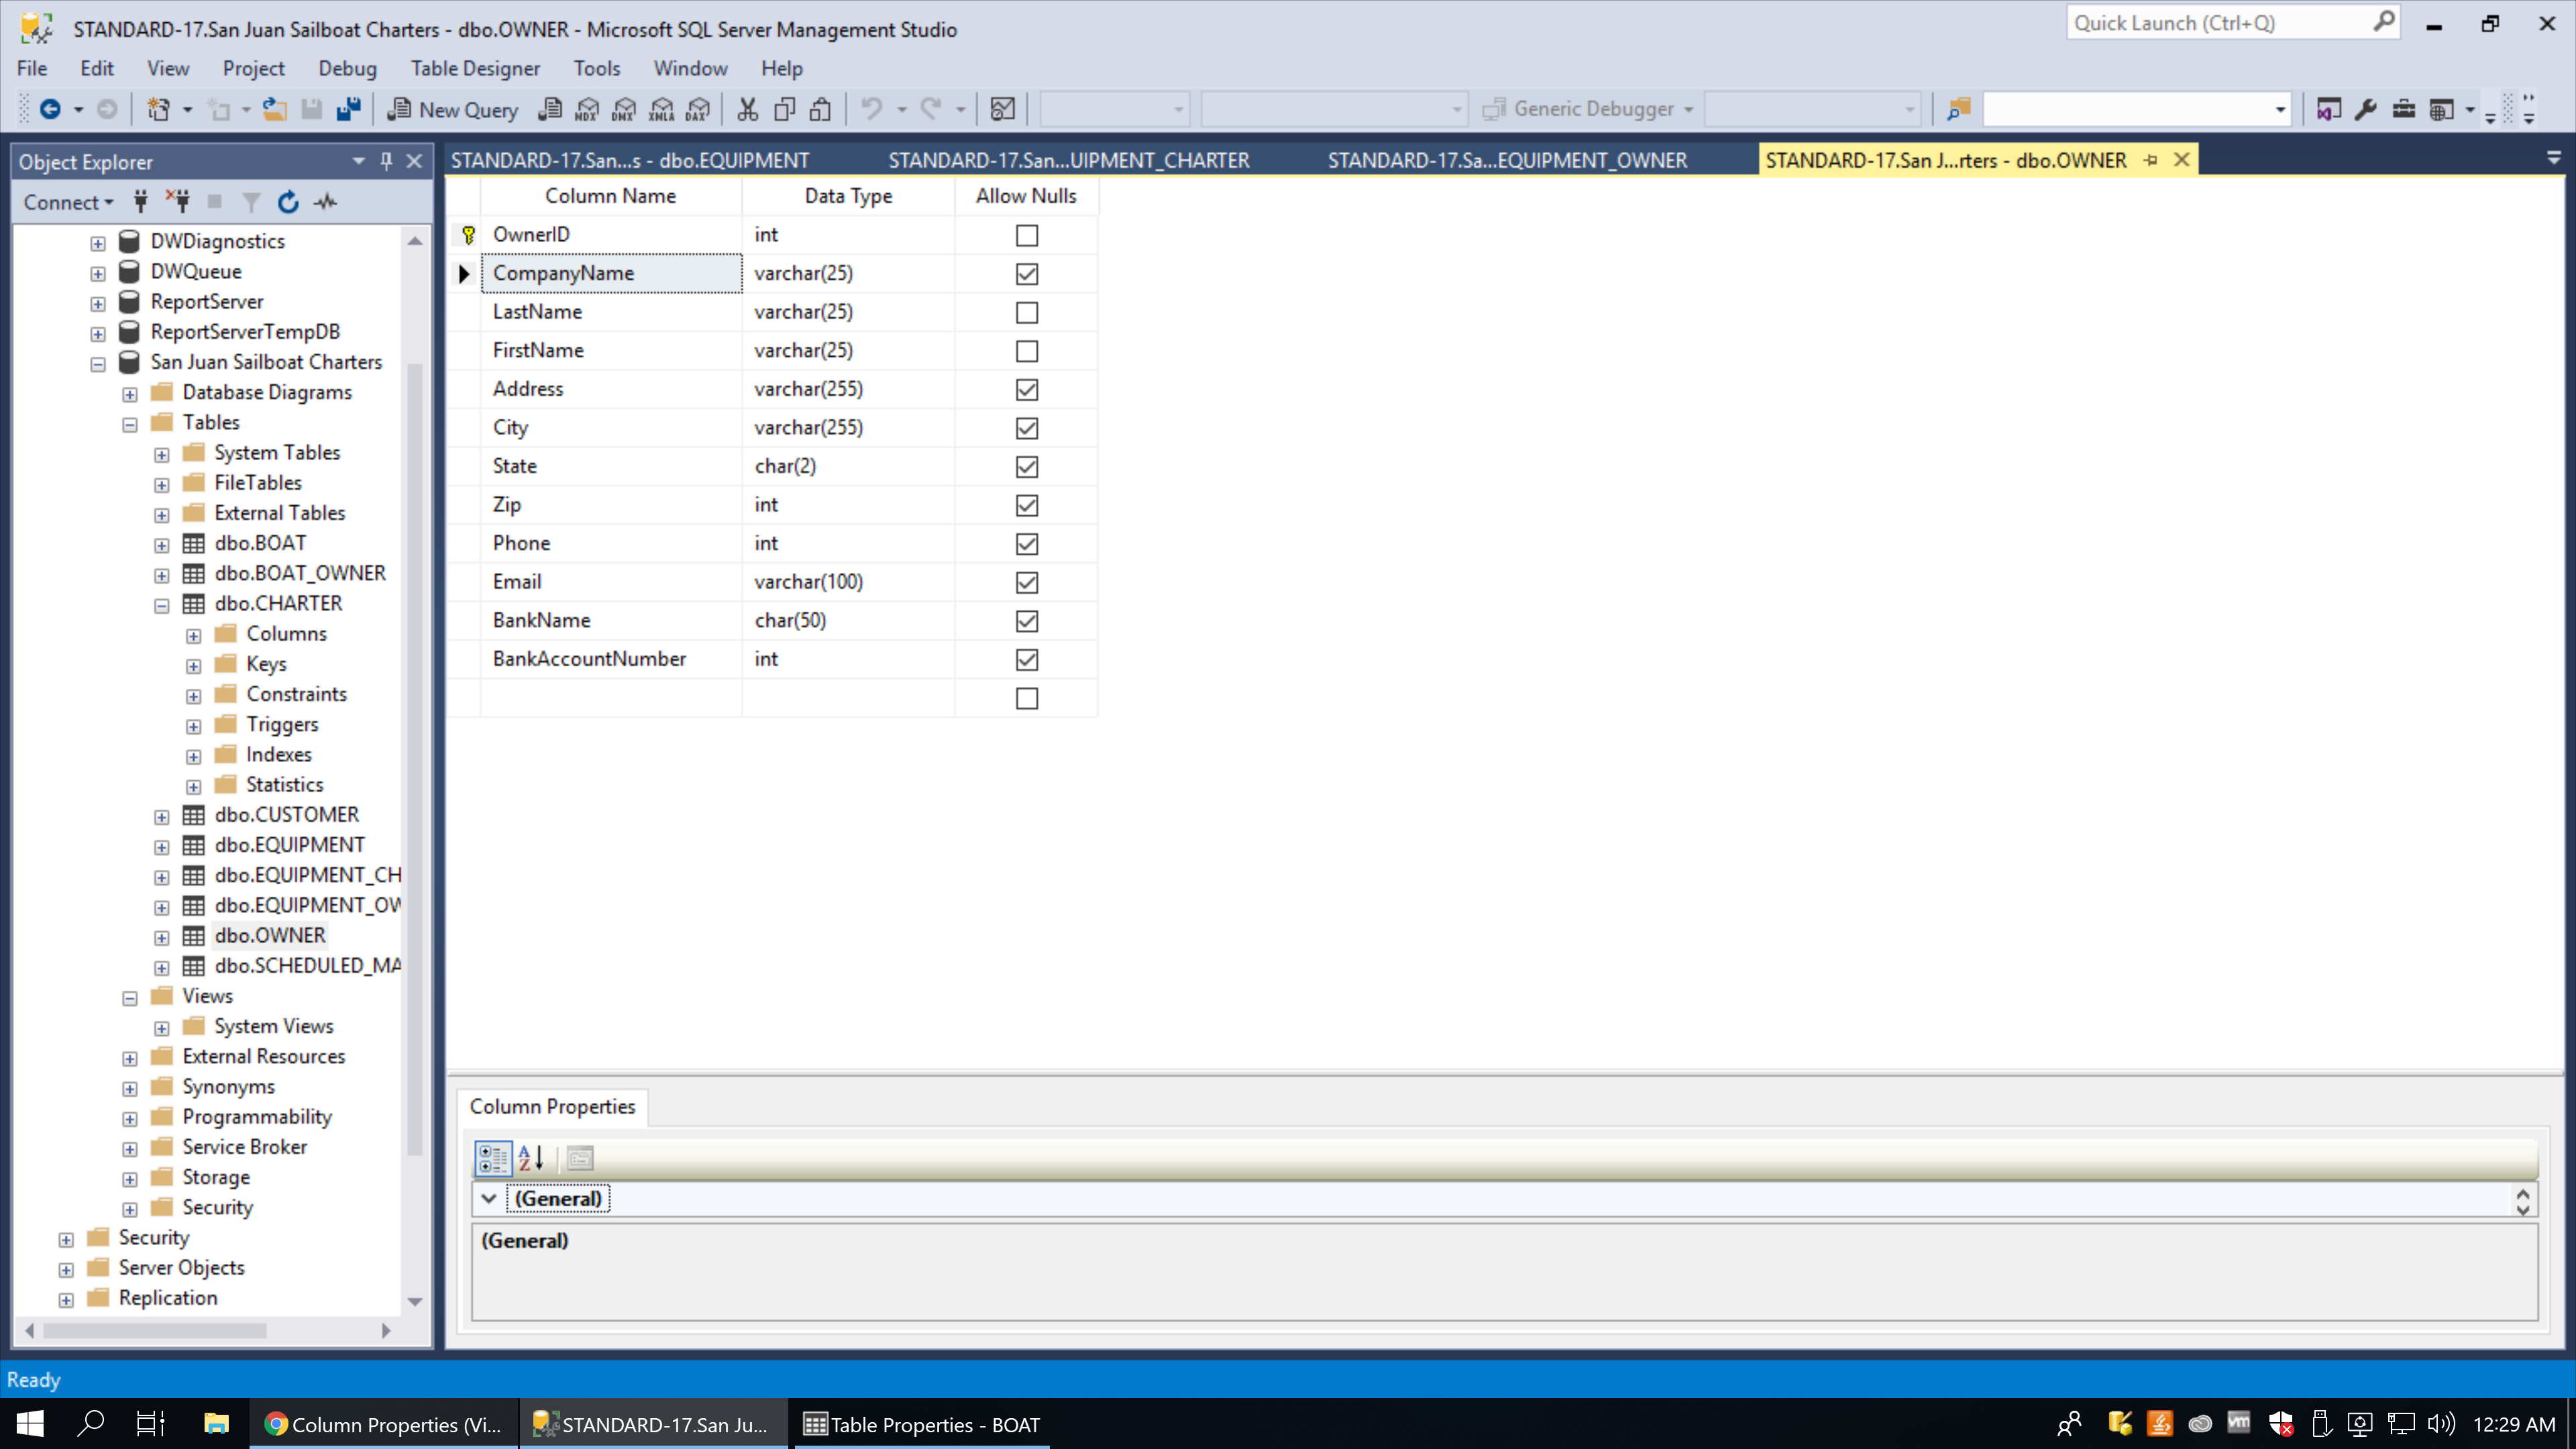 STANDARD-17.San Juan Sailboat Charters - dbo.OWNER - Microsoft SQL Server Management Studio
Quick Launch (Ctrl+Q)
File Edit View Project Debug Table Designer Tools Window Help
New Query
MDX DMX XMLA DAX
Generic Debugger
Object Explorer
Connect
DWDiagnostics
DWQueue
ReportServer
ReportServerTempDB
San Juan Sailboat Charters
Database Diagrams
Tables
System Tables
FileTables
External Tables
dbo.BOAT
dbo.BOAT_OWNER
dbo.CHARTER
Columns
Keys
Constraints
Triggers
Indexes
Statistics
dbo.CUSTOMER
dbo.EQUIPMENT
dbo.EQUIPMENT_CH
dbo.EQUIPMENT_OW
dbo.OWNER
dbo.SCHEDULED_MA
Views
System Views
External Resources
Synonyms
Programmability
Service Broker
Storage
Security
Security
Server Objects
Replication
STANDARD-17.San...s - dbo.EQUIPMENT STANDARD-17.San...UIPMENT_CHARTER STANDARD-17.Sa...EQUIPMENT_OWNER STANDARD-17.San J...rters - dbo.OWNER
Column Name Data Type Allow Nulls
OwnerID int
CompanyName varchar(25)
LastName varchar(25)
FirstName varchar(25)
Address varchar(255)
City varchar(255)
State char(2)
Zip int
Phone int
Email varchar(100)
BankName char(50)
BankAccountNumber int
Column Properties
A
Z
(General)
(General)
Ready
Column Properties (Vi... STANDARD-17.San Ju... Table Properties - BOAT
vm
12:29 AM